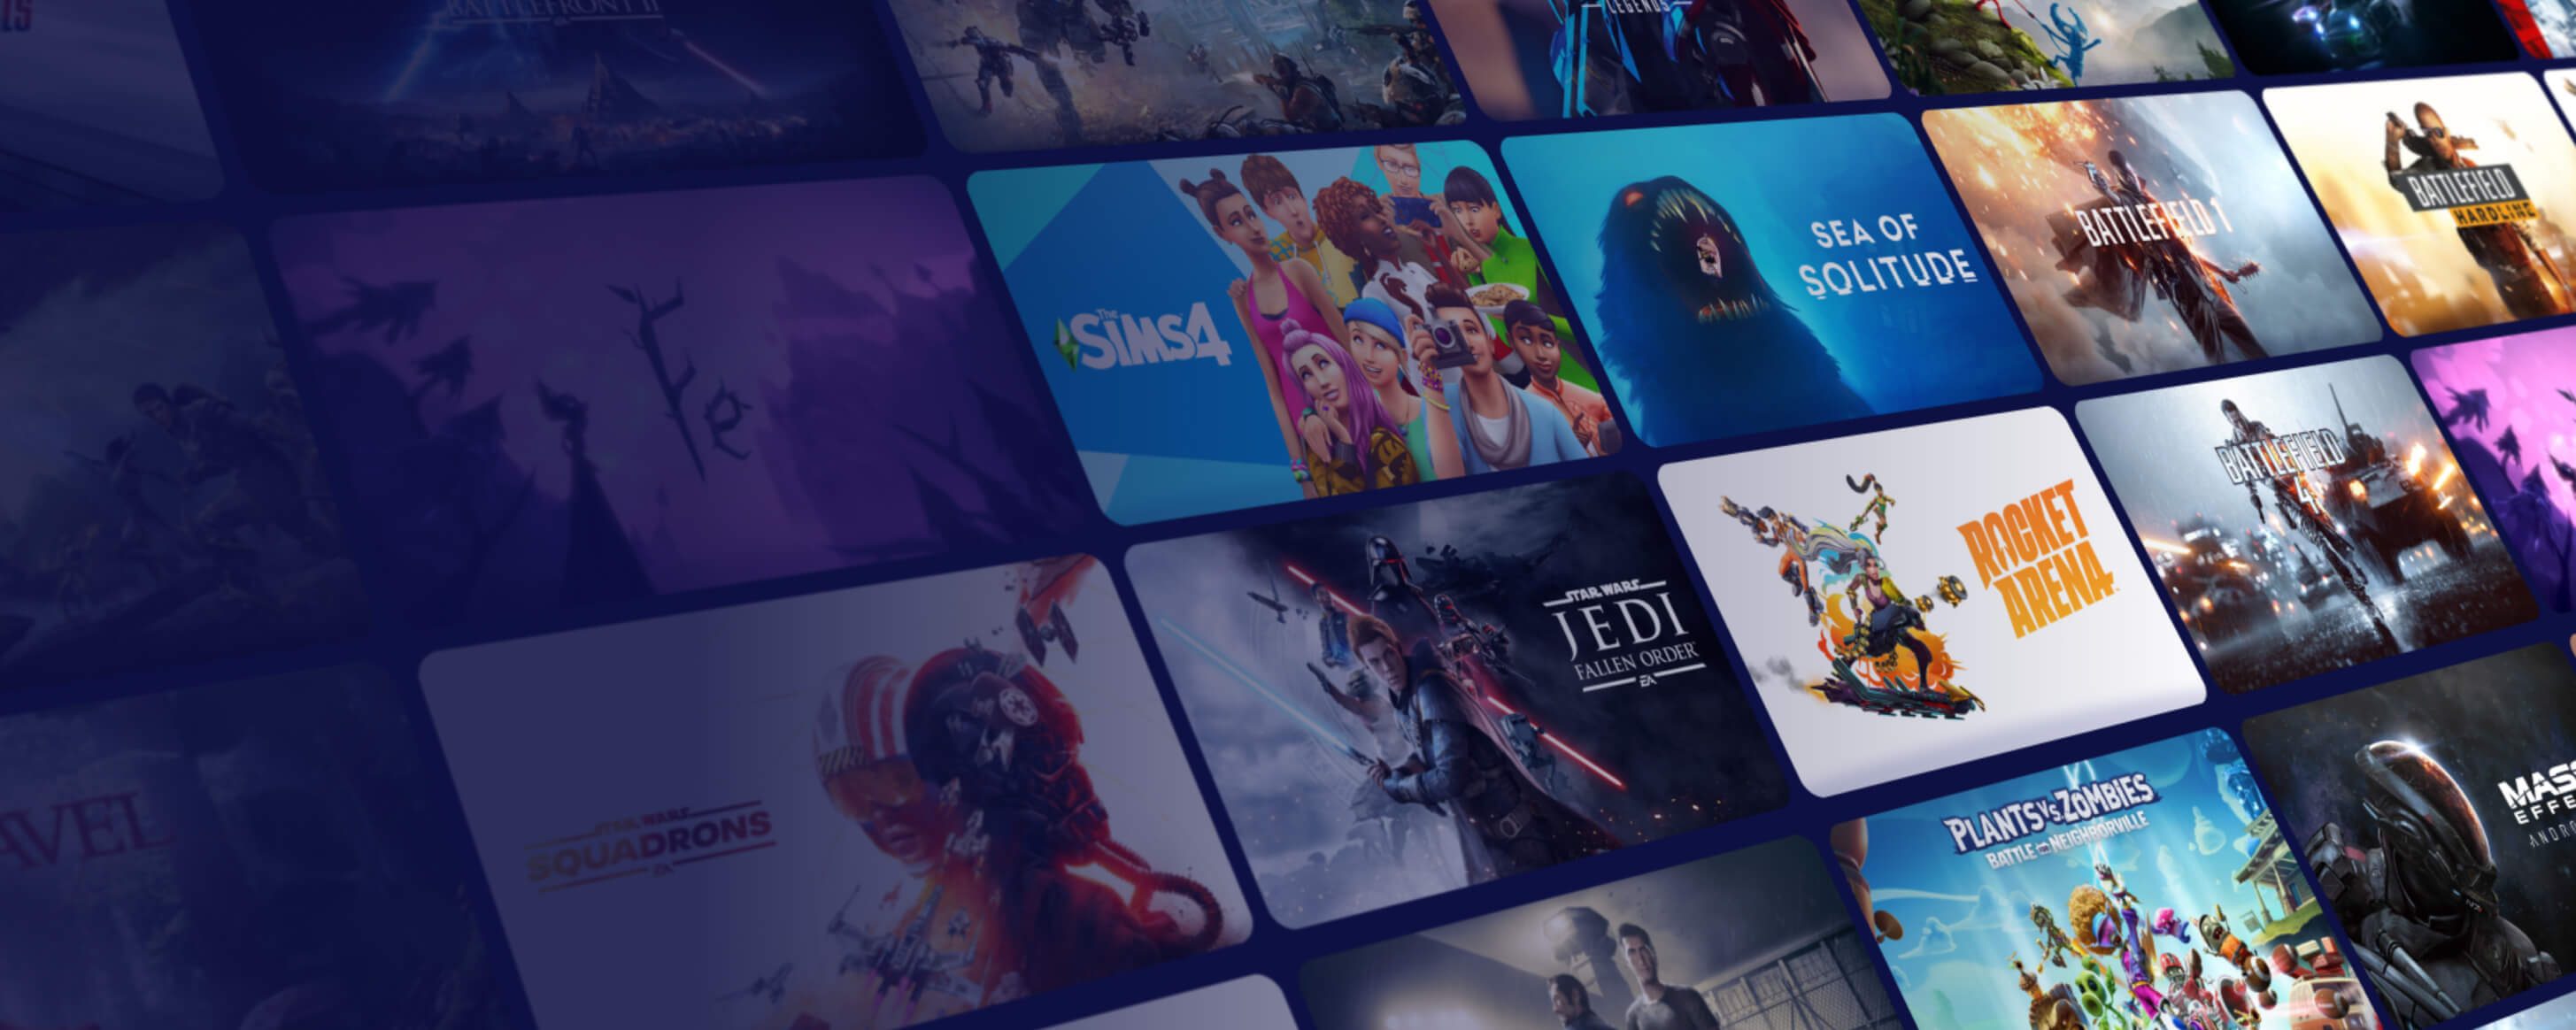 BATTLEFRONT II
EA
LEGENDS
Fe
The
SIMS4
SEA OF
SOLITUDE
BATTLEFIELD 1
BATTLEFIELD
HARDLINE
STAR WARS
SQUADRONS
EA
STAR WARS
JEDI
FALLEN ORDER
EA
ROCKET
ARENA
BATTLEFIELD
4
AVEL
PLANTS VS. ZOMBIES
BATTLE FOR NEIGHBORVILLE
MASS
EFFE
ANDRO